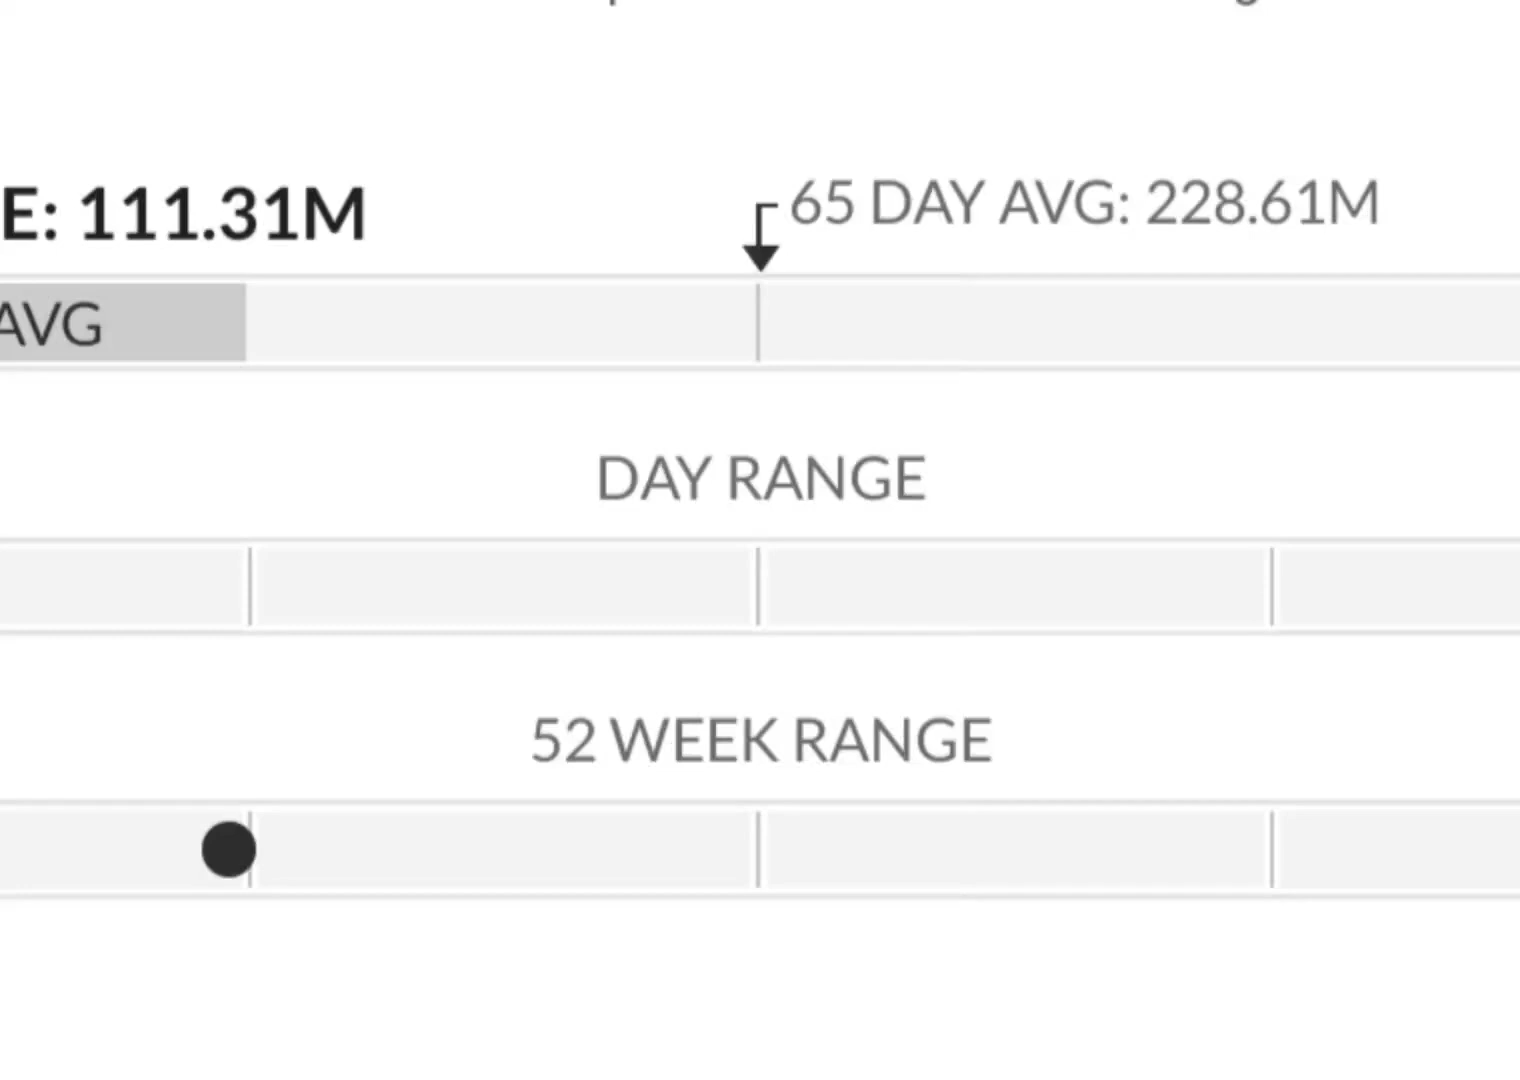 E: 111.31M
65 DAY AVG: 228.61M
AVG
DAY RANGE
52 WEEK RANGE